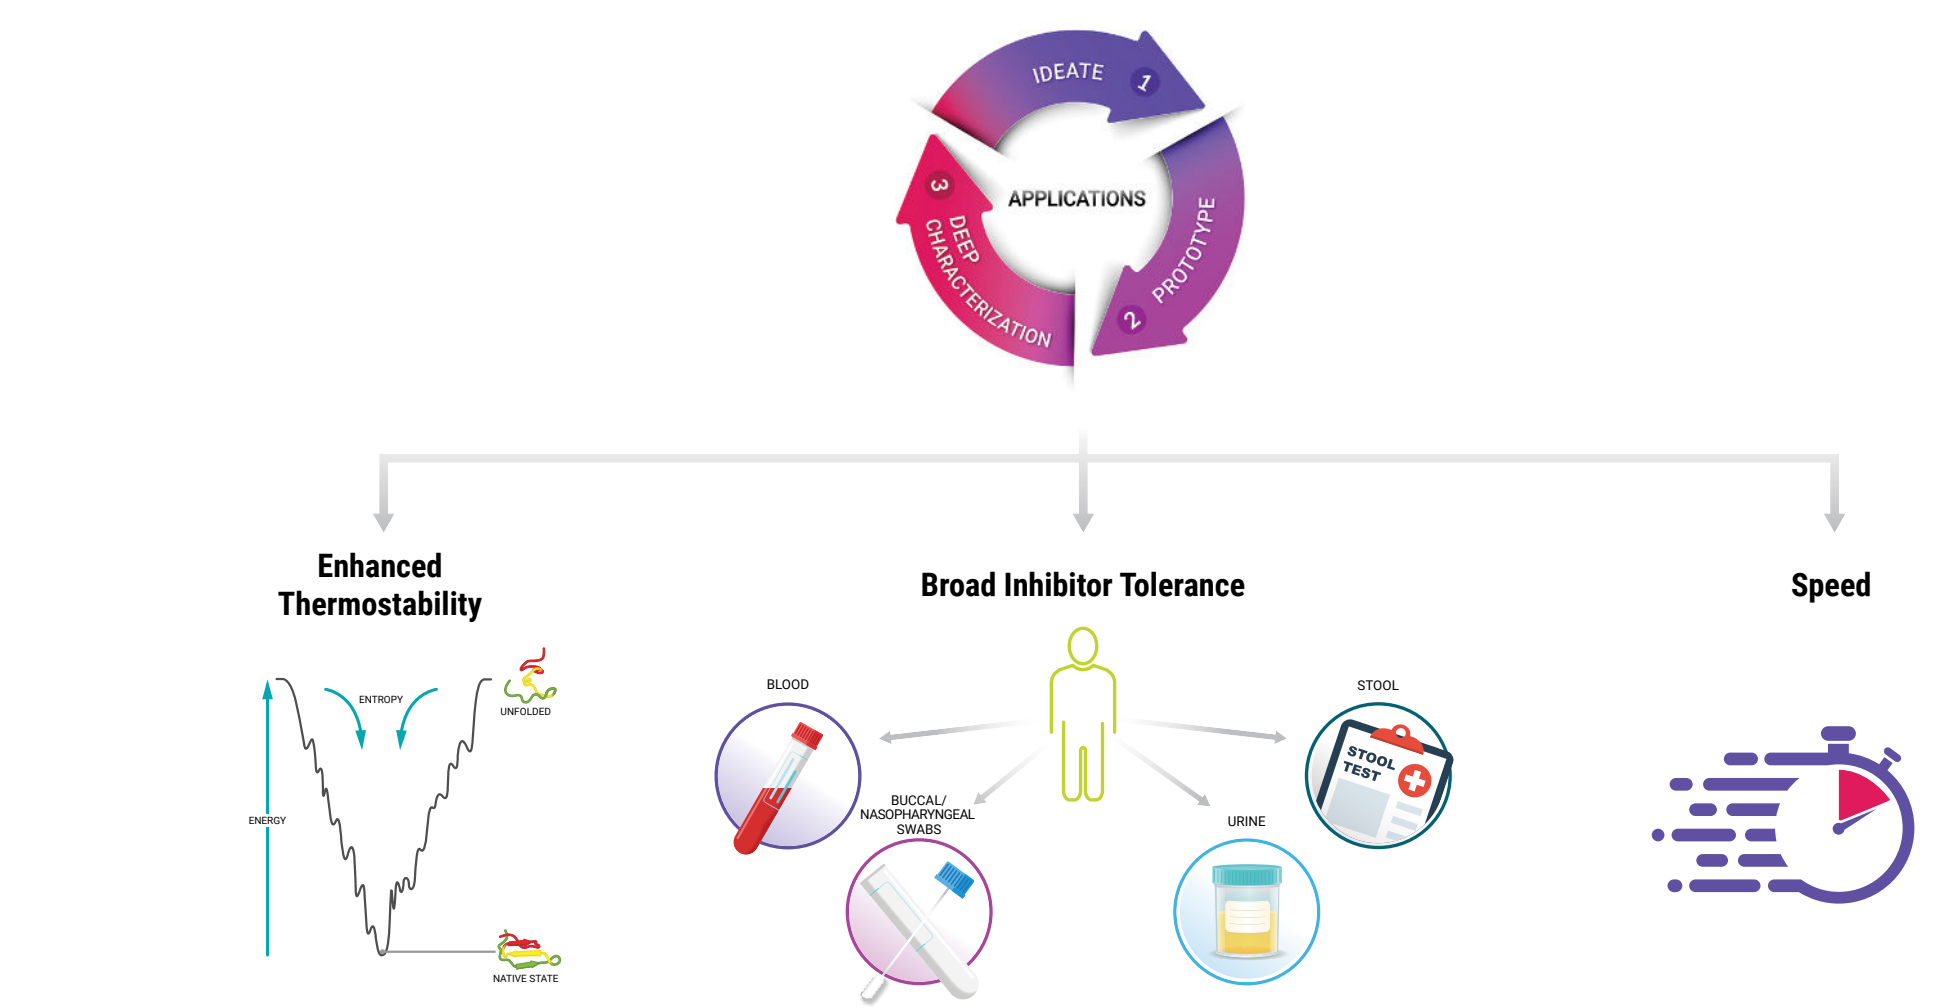 IDEATE
1
APPLICATIONS
PROTOTYPE
2
3
DEEP
CHARACTERIZATION
Enhanced
Thermostability
Broad Inhibitor Tolerance
Speed
ENTROPY
UNFOLDED
ENERGY
NATIVE STATE
BLOOD
BUCCAL/
NASOPHARYNGEAL
SWABS
URINE
STOOL
STOOL
TEST